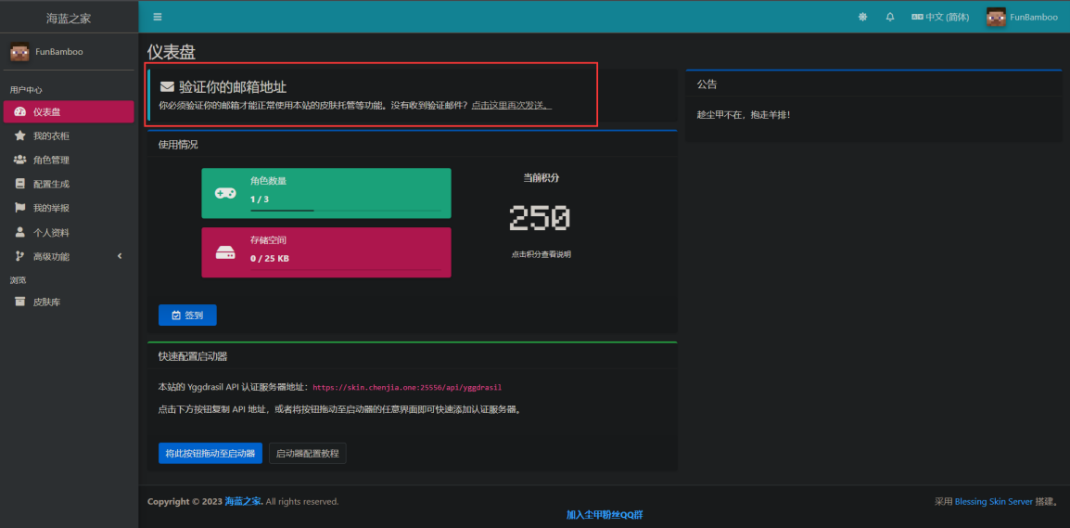 海蓝之家
中文 (简体)
FunBamboo
FunBamboo
用户中心
仪表盘
我的衣柜
角色管理
配置生成
我的举报
个人资料
高级功能
浏览
皮肤库
仪表盘
验证你的邮箱地址
你必须验证你的邮箱才能正常使用本站的皮肤托管等功能。没有收到验证邮件？点击这里再次发送。
使用情况
角色数量
1 / 3
存储空间
0 / 25 KB
当前积分
250
点击积分查看说明
签到
快速配置启动器
本站的 Yggdrasil API 认证服务器地址：https://skin.chenjia.one:25556/api/yggdrasil
点击下方按钮复制 API 地址，或者将按钮拖动至启动器的任意界面即可快速添加认证服务器。
将此按钮拖动至启动器
启动器配置教程
公告
趁尘甲不在，抱走羊排！
Copyright © 2023 海蓝之家. All rights reserved.
加入尘甲粉丝QQ群
采用 Blessing Skin Server 搭建。